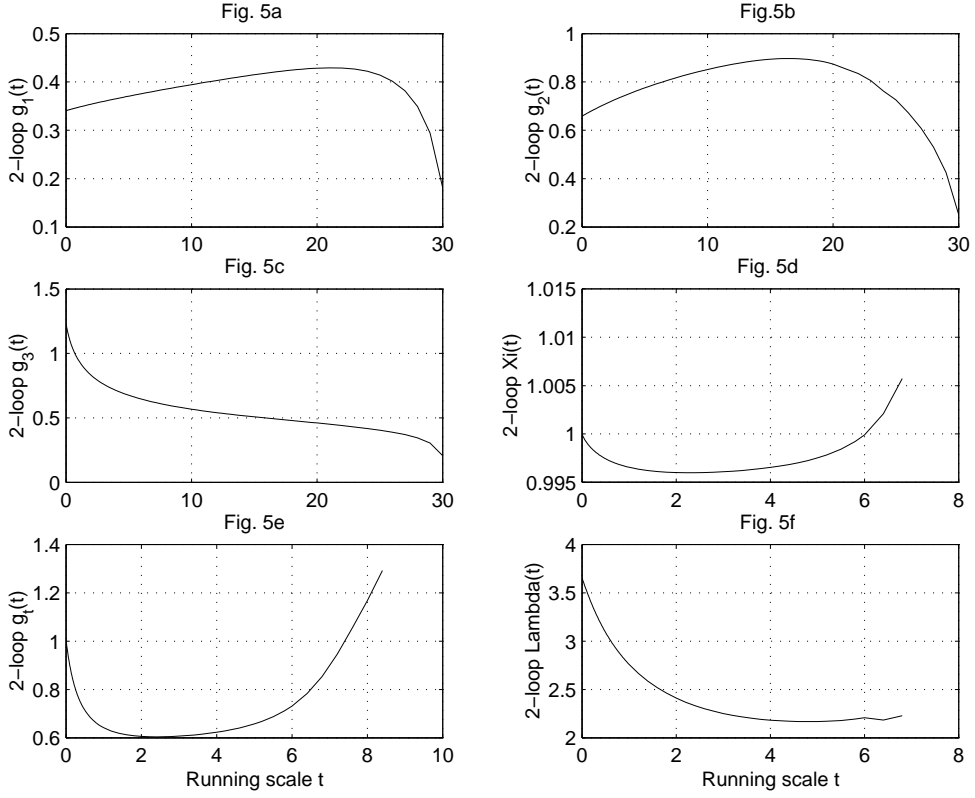 Fig. 5a
0.5
0.4
0.3
0.2
0.1
2-loop g1(t)
0 10 20 30
Fig.5b
1
0.8
0.6
0.4
0.2
2-loop g2(t)
0 10 20 30
Fig. 5c
1.5
1
0.5
0
2-loop g3(t)
0 10 20 30
Fig. 5d
1.015
1.01
1.005
1
0.995
2-loop Xi(t)
0 2 4 6 8
Fig. 5e
1.4
1.2
1
0.8
0.6
2-loop gt(t)
0 2 4 6 8 10
Running scale t
Fig. 5f
4
3.5
3
2.5
2
2-loop Lambda(t)
0 2 4 6 8
Running scale t